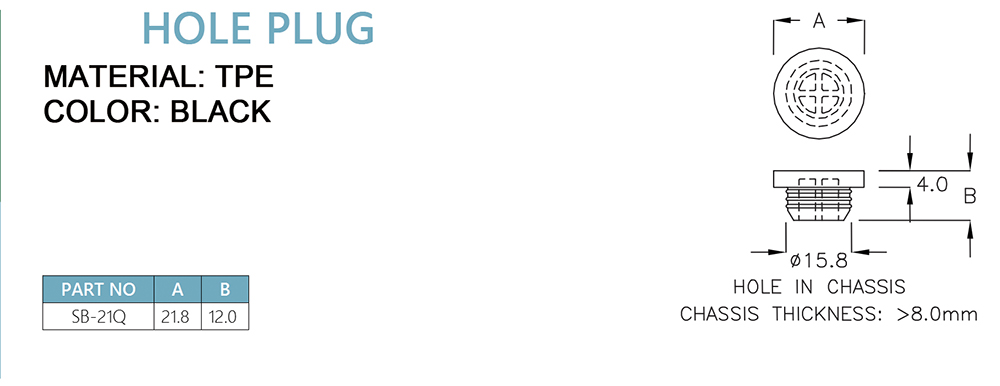 HOLE PLUG
MATERIAL: TPE
COLOR: BLACK
A
4.0
B
ø15.8
HOLE IN CHASSIS
CHASSIS THICKNESS: >8.0mm
PART NO A B
SB-21Q 21.8 12.0